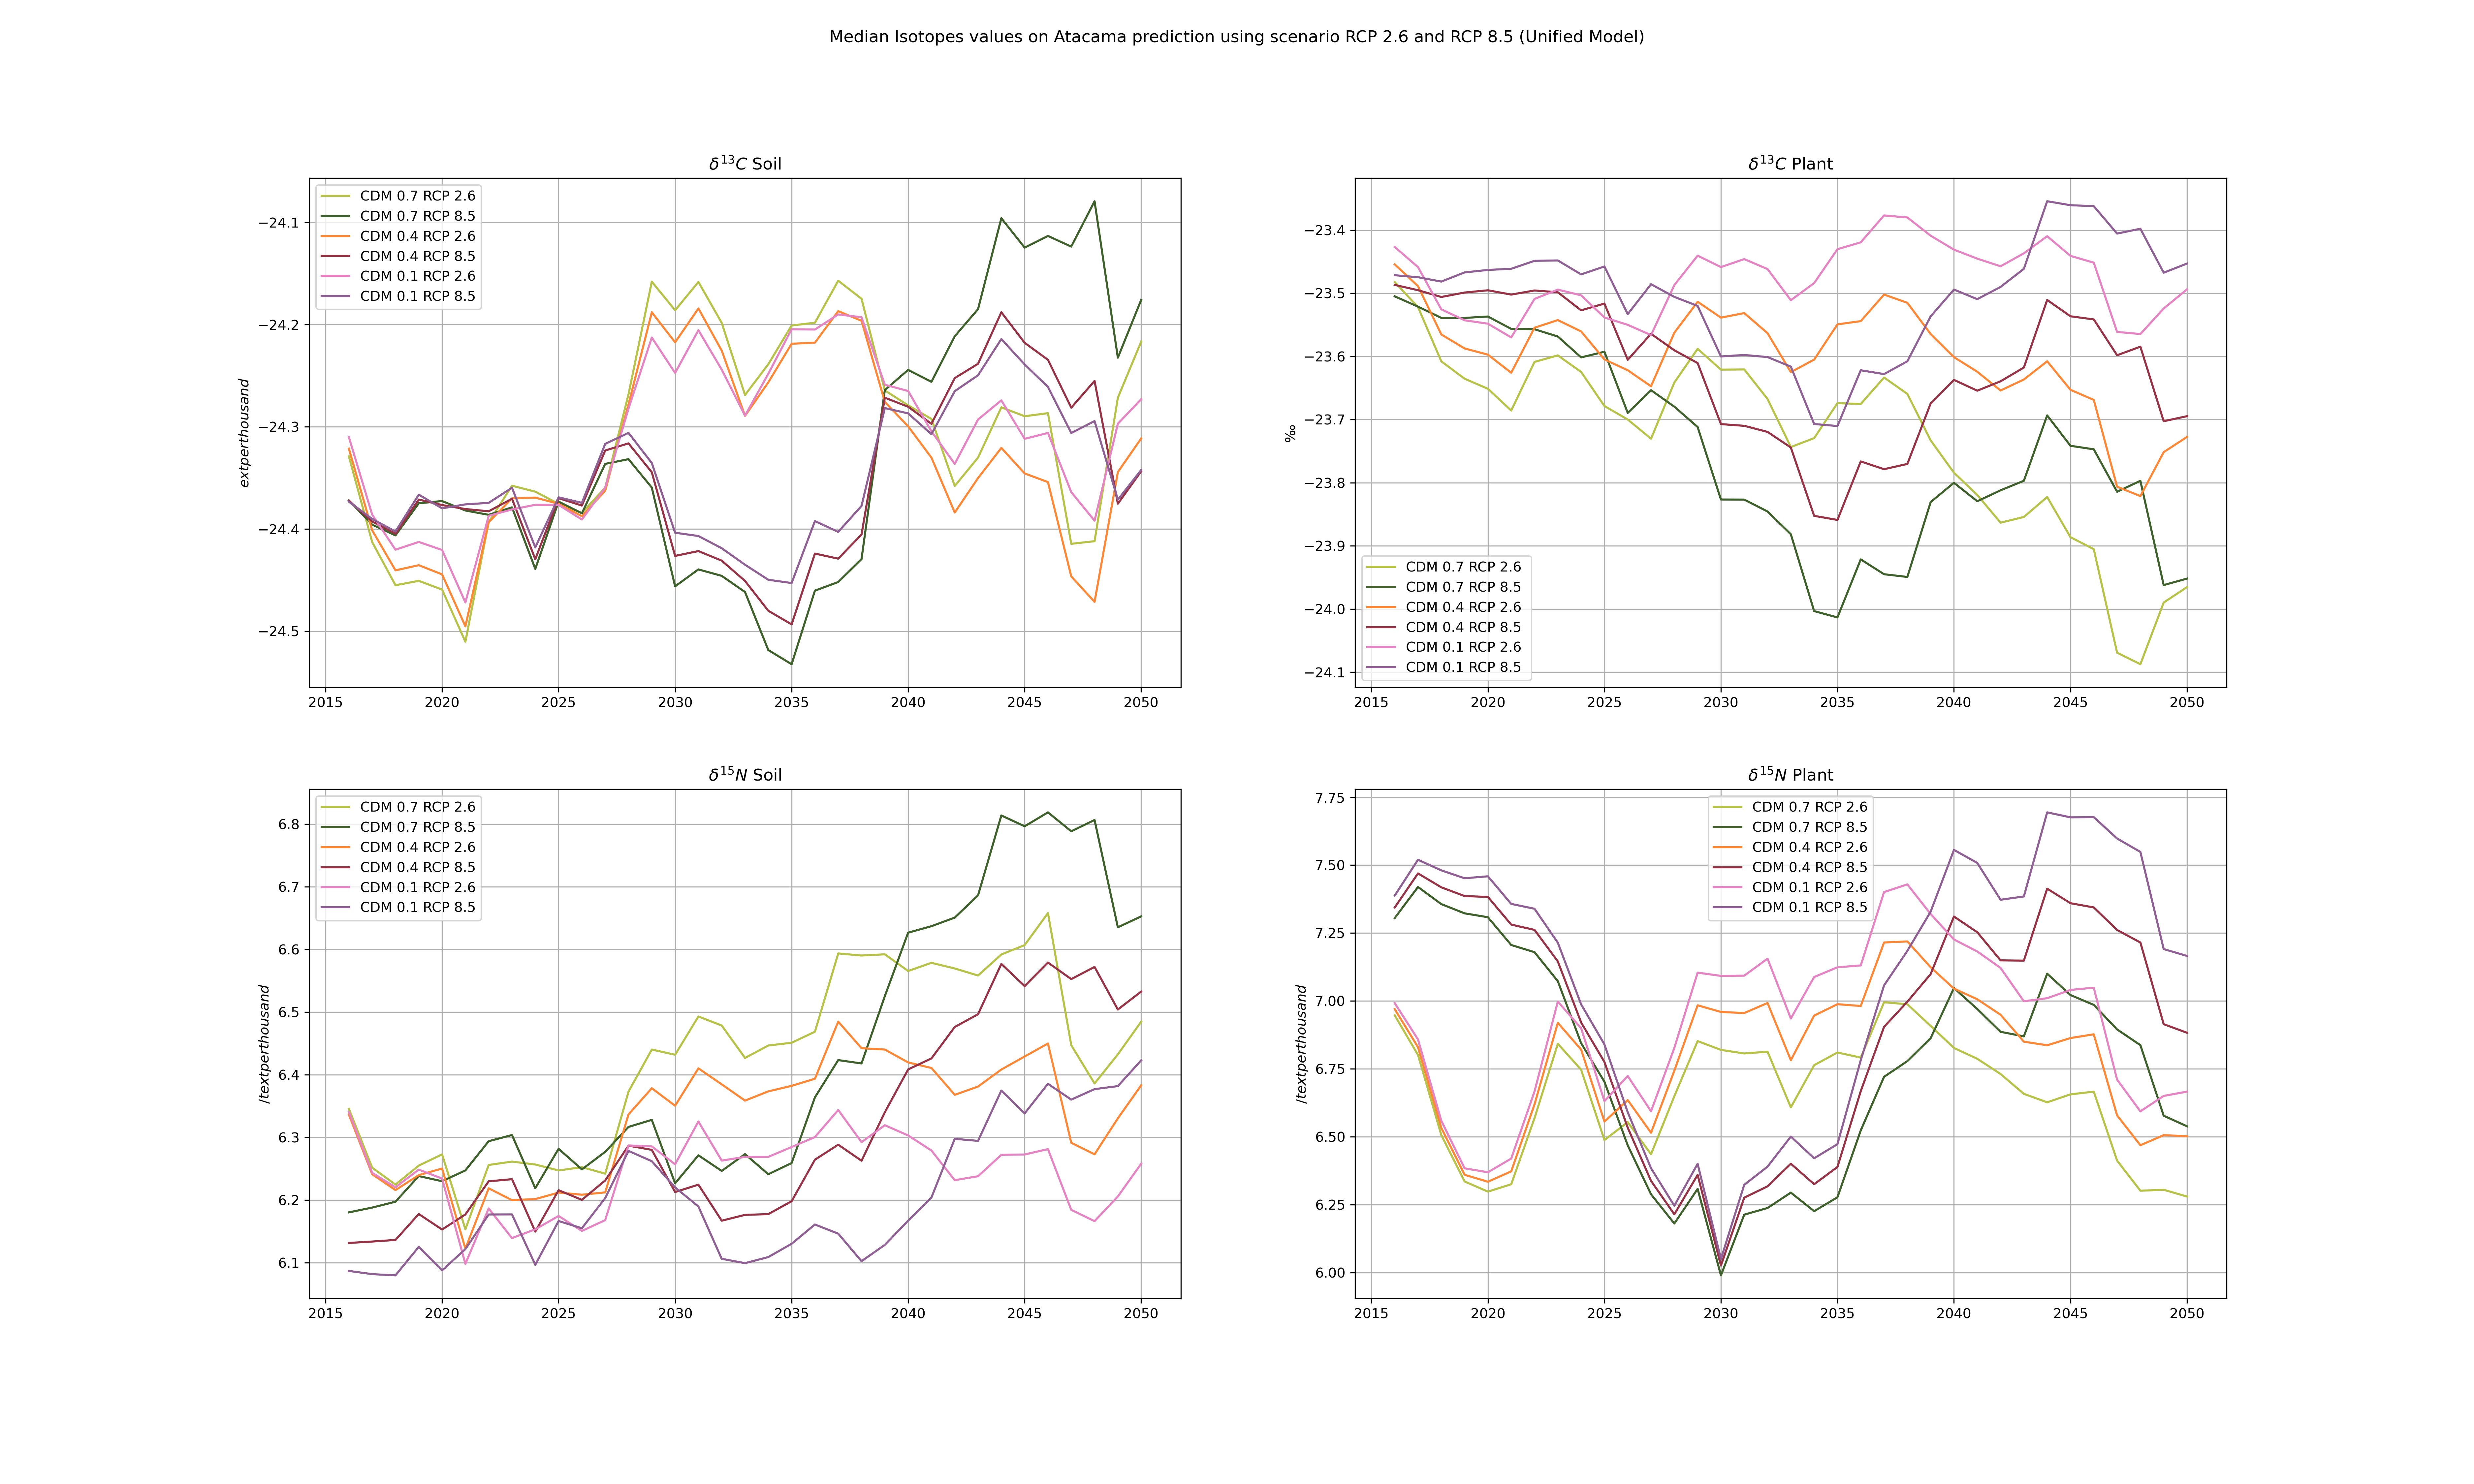 Median Isotopes values on Atacama prediction using scenario RCP 2.6 and RCP 8.5 (Unified Model)
δ¹³C Soil
extperthousand
−24.1
−24.2
−24.3
−24.4
−24.5
CDM 0.7 RCP 2.6
CDM 0.7 RCP 8.5
CDM 0.4 RCP 2.6
CDM 0.4 RCP 8.5
CDM 0.1 RCP 2.6
CDM 0.1 RCP 8.5
2015 2020 2025 2030 2035 2040 2045 2050
δ¹³C Plant
‰
−23.4
−23.5
−23.6
−23.7
−23.8
−23.9
−24.0
−24.1
CDM 0.7 RCP 2.6
CDM 0.7 RCP 8.5
CDM 0.4 RCP 2.6
CDM 0.4 RCP 8.5
CDM 0.1 RCP 2.6
CDM 0.1 RCP 8.5
2015 2020 2025 2030 2035 2040 2045 2050
δ¹⁵N Soil
/textperthousand
6.8
6.7
6.6
6.5
6.4
6.3
6.2
6.1
CDM 0.7 RCP 2.6
CDM 0.7 RCP 8.5
CDM 0.4 RCP 2.6
CDM 0.4 RCP 8.5
CDM 0.1 RCP 2.6
CDM 0.1 RCP 8.5
2015 2020 2025 2030 2035 2040 2045 2050
δ¹⁵N Plant
/textperthousand
7.75
7.50
7.25
7.00
6.75
6.50
6.25
6.00
CDM 0.7 RCP 2.6
CDM 0.7 RCP 8.5
CDM 0.4 RCP 2.6
CDM 0.4 RCP 8.5
CDM 0.1 RCP 2.6
CDM 0.1 RCP 8.5
2015 2020 2025 2030 2035 2040 2045 2050